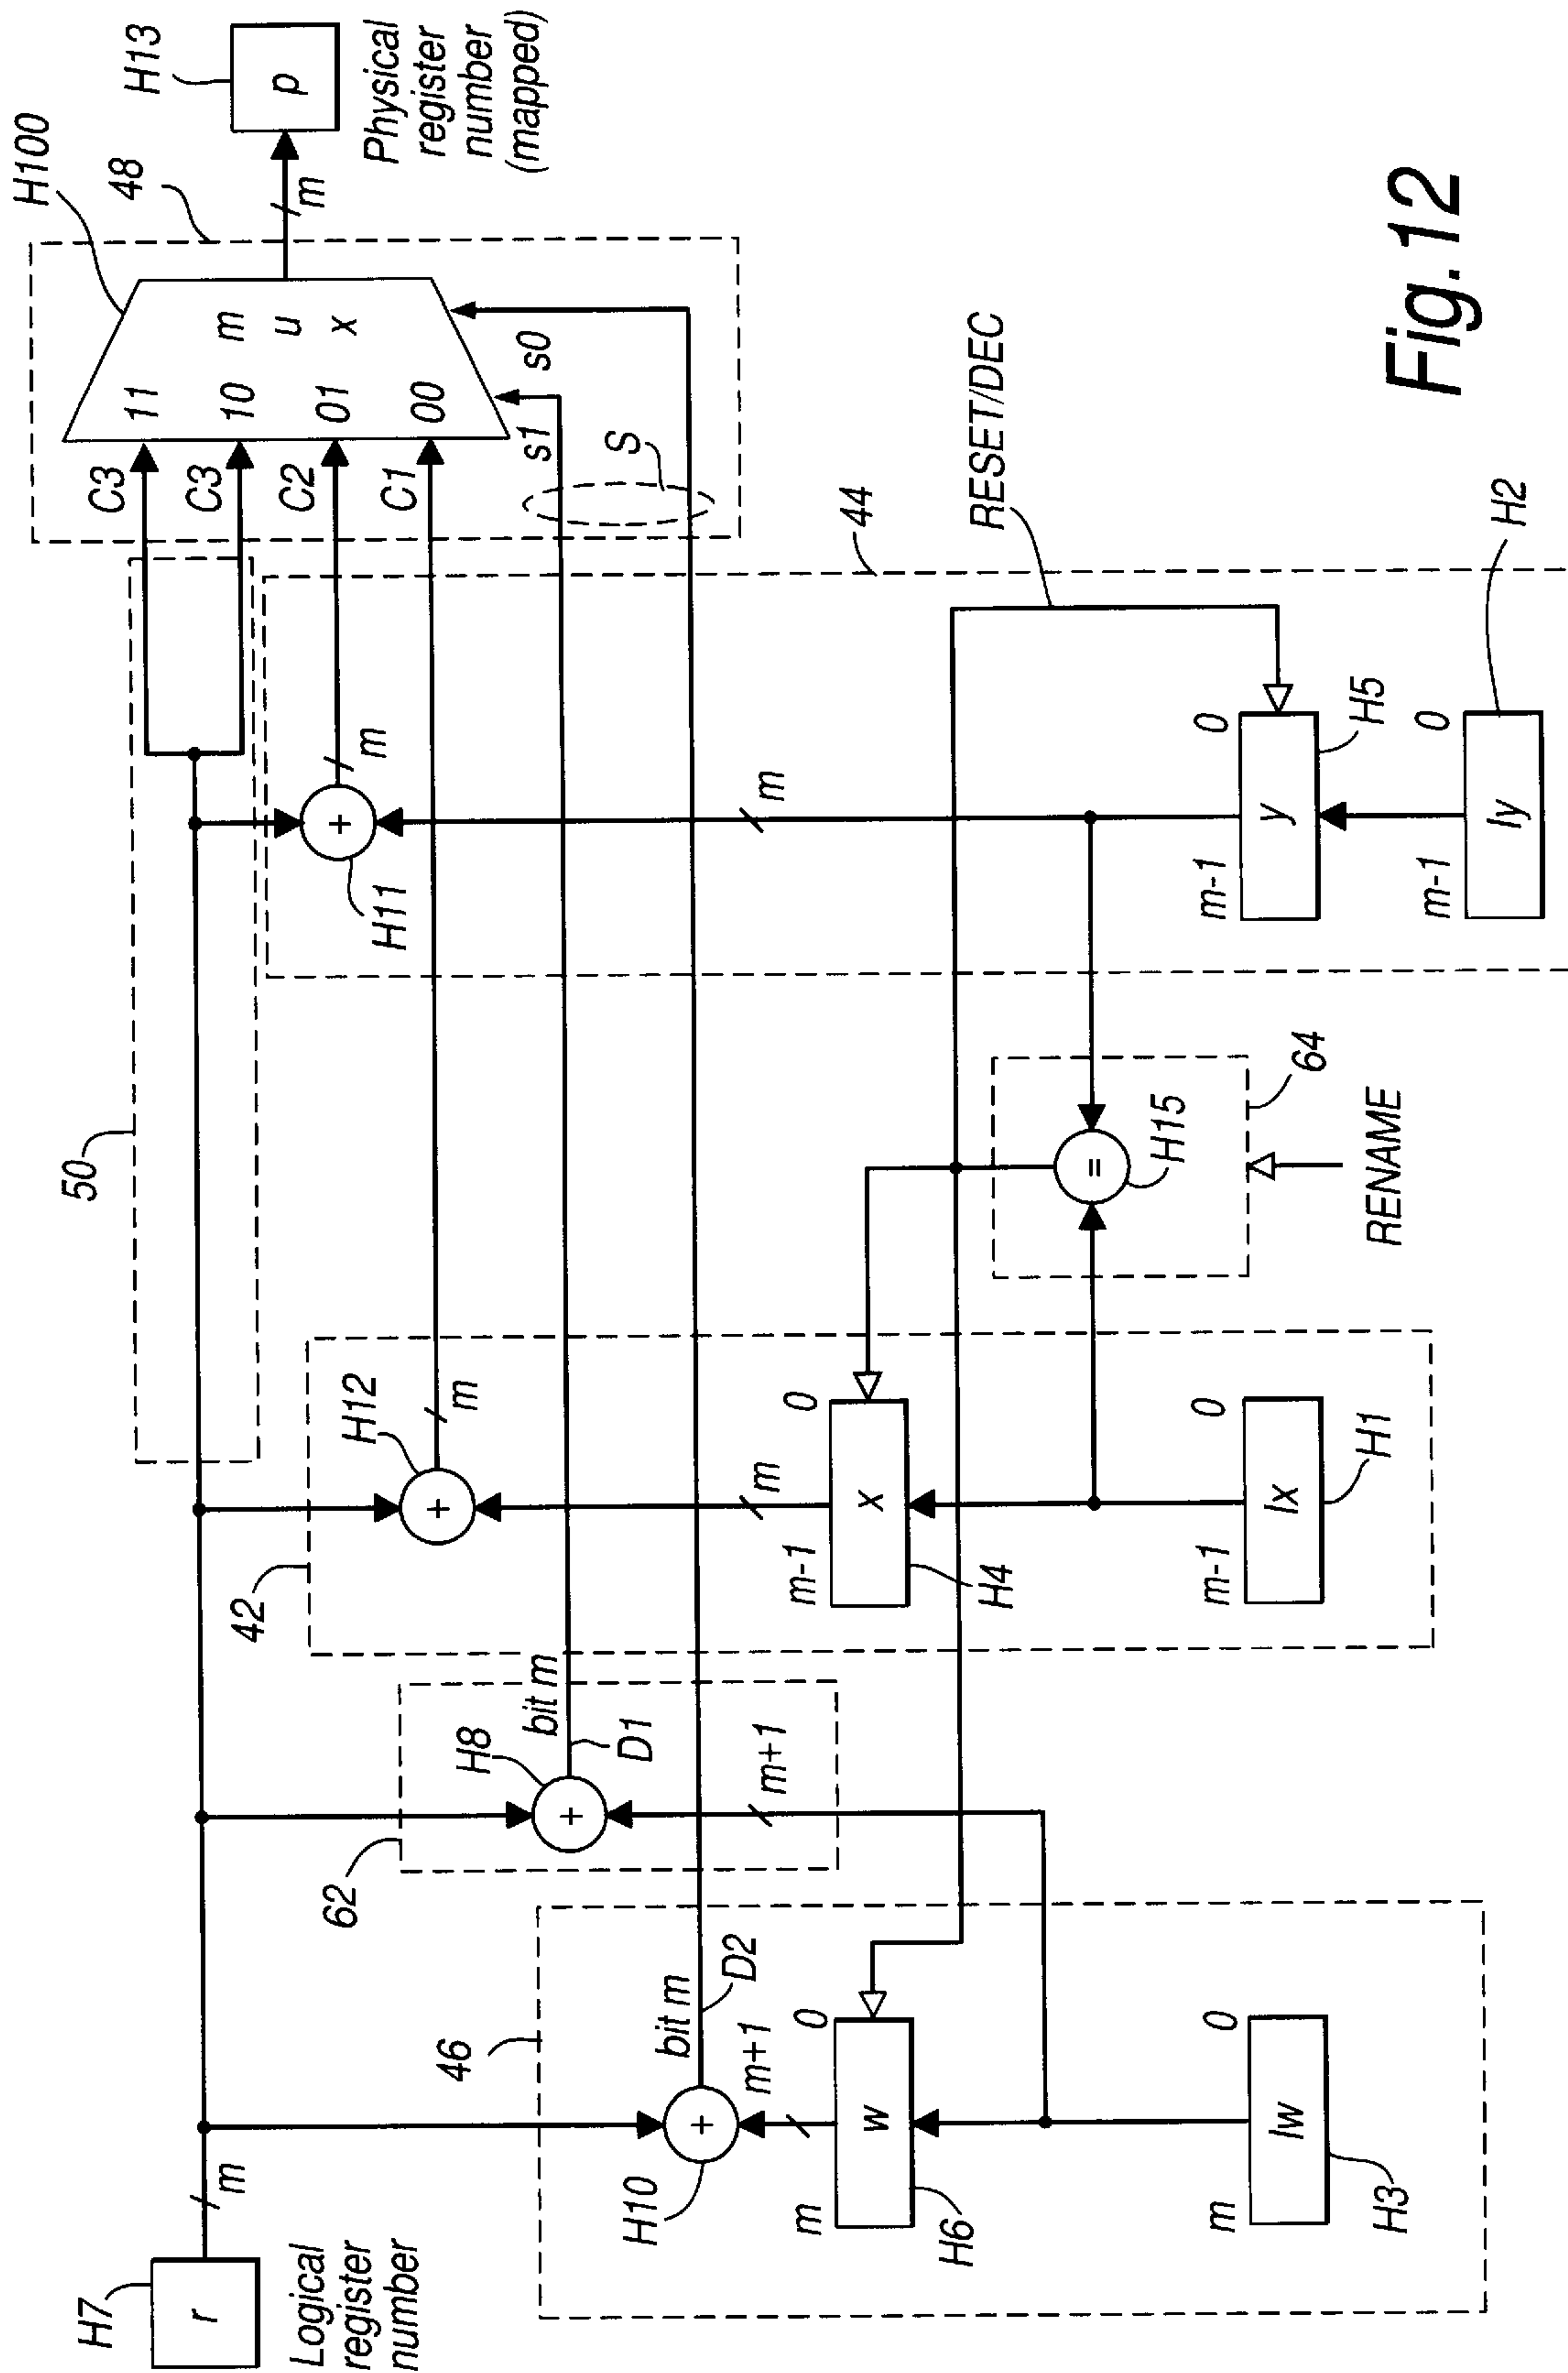 H7
r
Logical
register
number
m
50
H13
p
Physical
register
number
(mapped)
H100
48
m
11
10
01
00
m
u
x
C3
C3
C2
C1
s1
s0
S
46
H10
+
bit m
D2
m+1
m
0
w
H6
m
0
Iw
H3
62
H8
+
bit m
D1
m+1
42
H12
+
m
m
m-1
0
x
H4
m-1
0
Ix
H1
=
H15
64
RENAME
44
H11
+
m
m
RESET/DEC
m-1
0
y
H5
m-1
0
Iy
H2
Fig.12